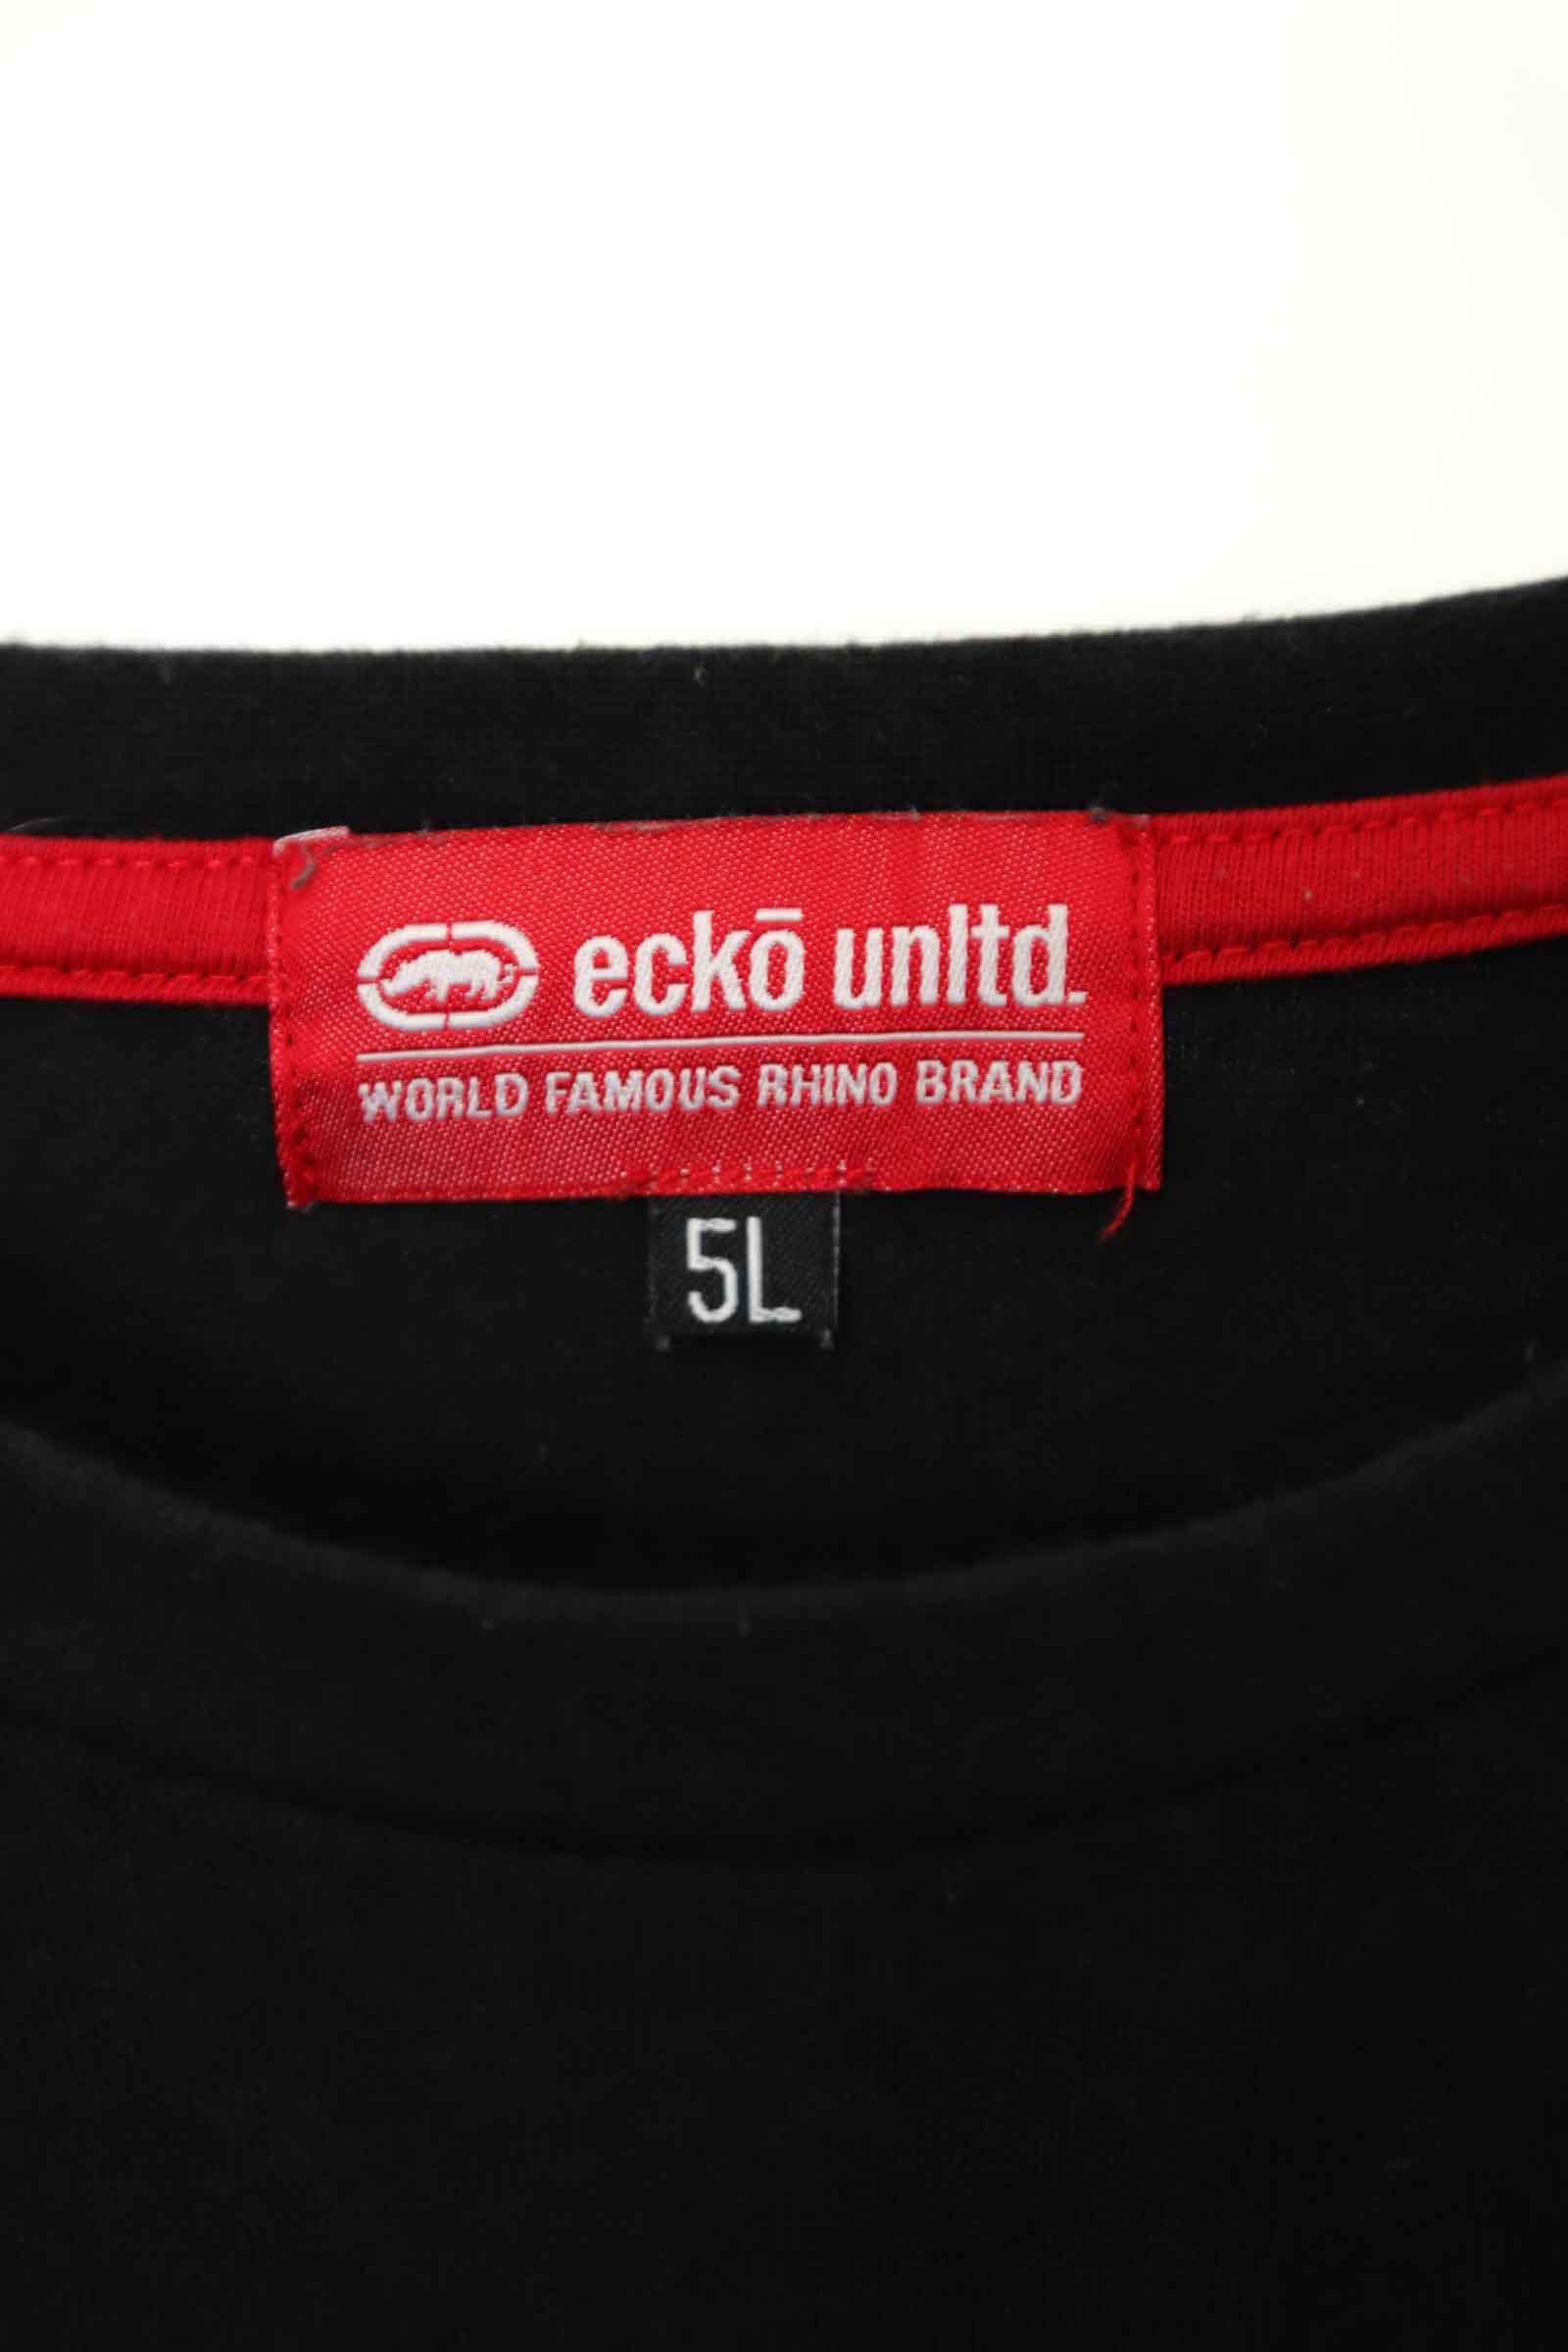 eckō unltd.
WORLD FAMOUS RHINO BRAND
5L